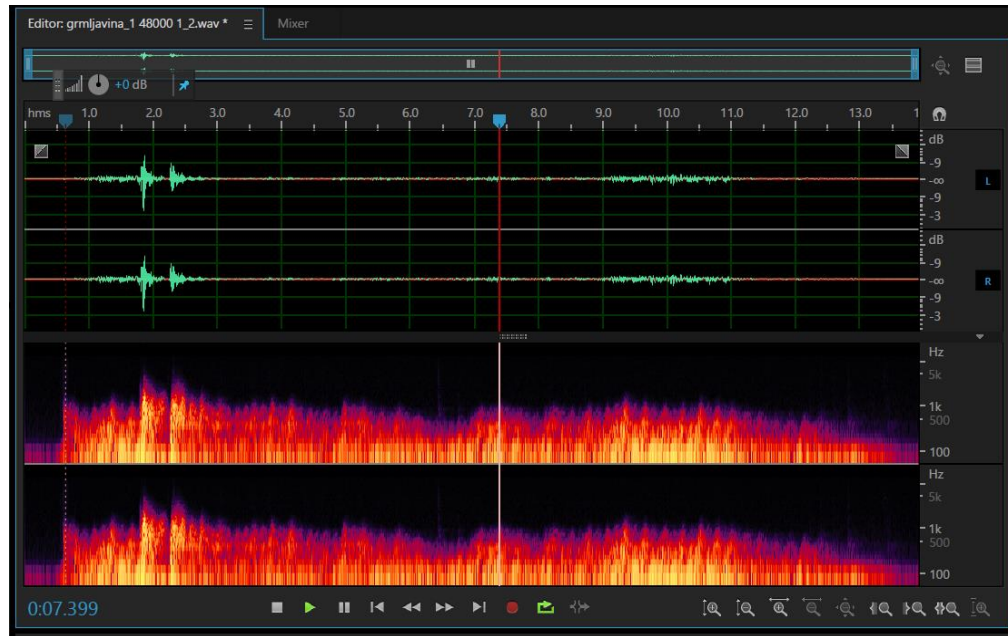 Editor: grmljavina_1 48000 1_2.wav * Mixer
+0 dB
hms 1.0 2.0 3.0 4.0 5.0 6.0 7.0 8.0 9.0 10.0 11.0 12.0 13.0 1
dB
-9
-∞ L
-9
-3
dB
-9
-∞ R
-9
-3
Hz
5k
1k
500
100
Hz
5k
1k
500
100
0:07.399